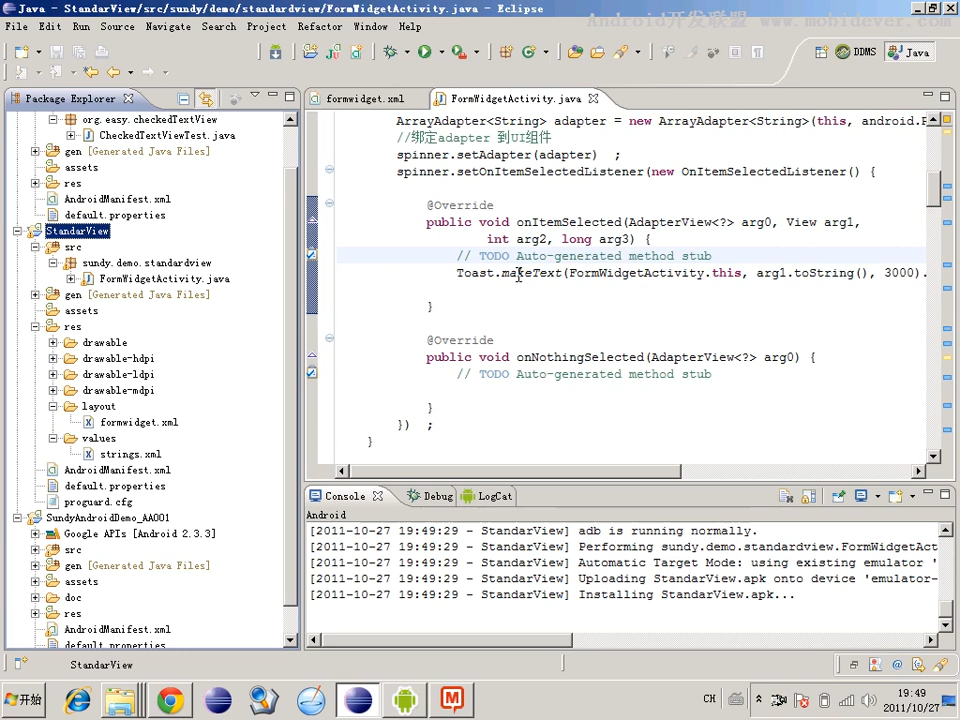 Java - StandarView/src/sundy/demo/standardview/FormWidgetActivity.java - Eclipse
Android开发联盟 www.mobidever.com
File Edit Run Source Navigate Search Project Refactor Window Help
DDMS
Java
Package Explorer
org.easy.checkedTextView
CheckedTextViewTest.java
gen [Generated Java Files]
assets
res
AndroidManifest.xml
default.properties
StandarView
src
sundy.demo.standardview
FormWidgetActivity.java
gen [Generated Java Files]
assets
res
drawable
drawable-hdpi
drawable-ldpi
drawable-mdpi
layout
formwidget.xml
values
strings.xml
AndroidManifest.xml
default.properties
proguard.cfg
SundyAndroidDemo_AA001
Google APIs [Android 2.3.3]
src
gen [Generated Java Files]
assets
doc
res
AndroidManifest.xml
default.properties
formwidget.xml
FormWidgetActivity.java
ArrayAdapter<String> adapter = new ArrayAdapter<String>(this, android.
//绑定adapter 到UI组件
spinner.setAdapter(adapter) ;
spinner.setOnItemSelectedListener(new OnItemSelectedListener() {
@Override
public void onItemSelected(AdapterView<?> arg0, View arg1,
int arg2, long arg3) {
// TODO Auto-generated method stub
Toast.makeText(FormWidgetActivity.this, arg1.toString(), 3000).
}
@Override
public void onNothingSelected(AdapterView<?> arg0) {
// TODO Auto-generated method stub
}
}) ;
}
Console Debug LogCat
Android
[2011-10-27 19:49:29 - StandarView] adb is running normally.
[2011-10-27 19:49:29 - StandarView] Performing sundy.demo.standardview.FormWidgetAct
[2011-10-27 19:49:29 - StandarView] Automatic Target Mode: using existing emulator '
[2011-10-27 19:49:29 - StandarView] Uploading StandarView.apk onto device 'emulator-
[2011-10-27 19:49:29 - StandarView] Installing StandarView.apk...
StandarView
开始
CH
19:49
2011/10/27